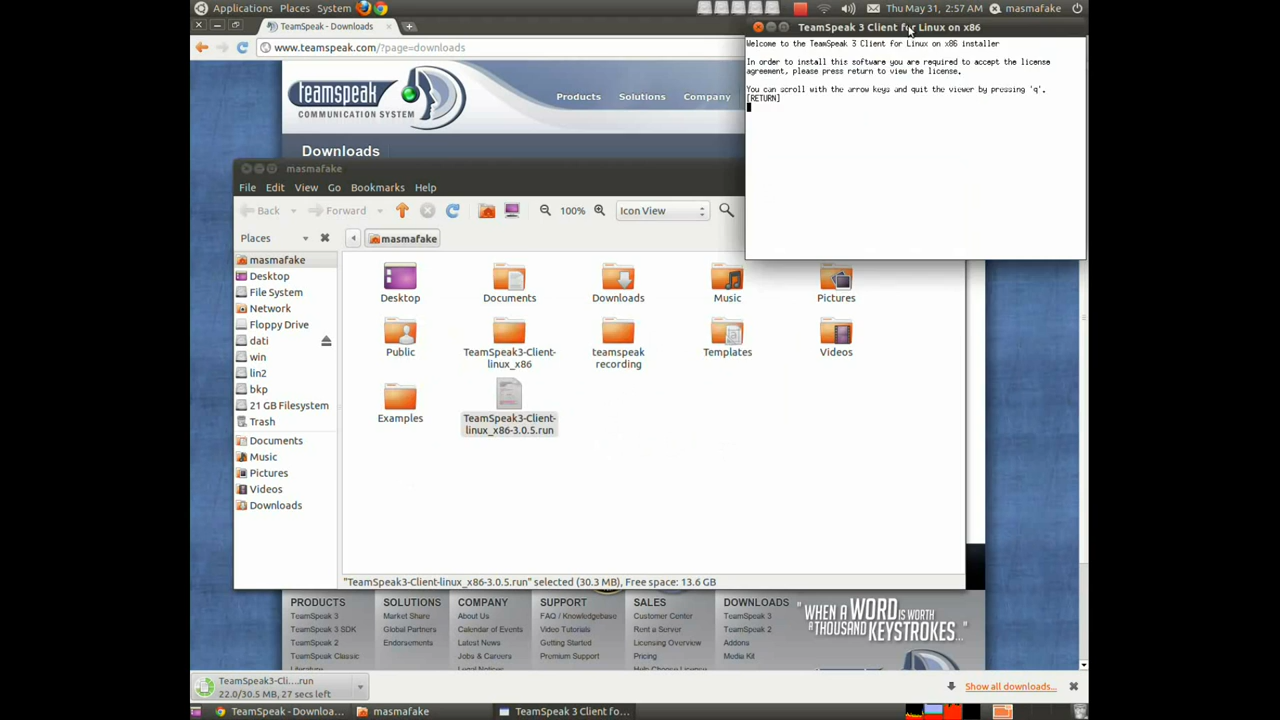 Applications Places System
Thu May 31, 2:57 AM masmafake
TeamSpeak - Downloads
www.teamspeak.com/?page=downloads
teamspeak
COMMUNICATION SYSTEM
Products Solutions Company
Downloads
TeamSpeak 3 Client for Linux on x86
Welcome to the TeamSpeak 3 Client for Linux on x86 installer
In order to install this software you are required to accept the license
agreement, please press return to view the license.
You can scroll with the arrow keys and quit the viewer by pressing 'q'.
[RETURN]
masmafake
File Edit View Go Bookmarks Help
Back Forward 100% Icon View
Places masmafake
masmafake
Desktop
File System
Network
Floppy Drive
dati
win
lin2
bkp
21 GB Filesystem
Trash
Documents
Music
Pictures
Videos
Downloads
Desktop Documents Downloads Music Pictures
Public TeamSpeak3-Client-
linux_x86 teamspeak
recording Templates Videos
Examples TeamSpeak3-Client-
linux_x86-3.0.5.run
"TeamSpeak3-Client-linux_x86-3.0.5.run" selected (30.3 MB), Free space: 13.6 GB
PRODUCTS
TeamSpeak 3
TeamSpeak 3 SDK
TeamSpeak 2
TeamSpeak Classic
SOLUTIONS
Market Share
Global Partners
Endorsements
COMPANY
About Us
Calendar of Events
Latest News
Jobs & Careers
Legal Notices
SUPPORT
FAQ / Knowledgebase
Video Tutorials
Getting Started
Premium Support
SALES
Customer Center
Rent a Server
Licensing Overview
Pricing
Help Choose License
DOWNLOADS
TeamSpeak 3
TeamSpeak 2
Addons
Media Kit
"WHEN A WORD IS WORTH
A THOUSAND KEYSTROKES..."
TeamSpeak3-Cli....run
22.0/30.5 MB, 27 secs left
Show all downloads...
TeamSpeak - Downloa... masmafake TeamSpeak 3 Client fo...